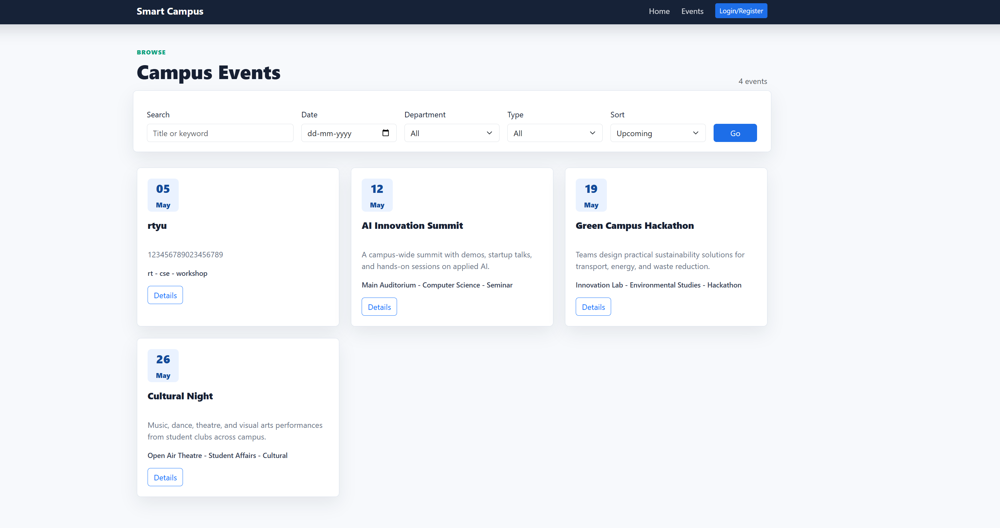 Smart Campus
Home Events Login/Register
BROWSE
Campus Events
4 events
Search Date Department Type Sort
Title or keyword dd-mm-yyyy All All Upcoming Go
05
May
rtyu
123456789023456789
rt - cse - workshop
Details
12
May
AI Innovation Summit
A campus-wide summit with demos, startup talks,
and hands-on sessions on applied AI.
Main Auditorium - Computer Science - Seminar
Details
19
May
Green Campus Hackathon
Teams design practical sustainability solutions for
transport, energy, and waste reduction.
Innovation Lab - Environmental Studies - Hackathon
Details
26
May
Cultural Night
Music, dance, theatre, and visual arts performances
from student clubs across campus.
Open Air Theatre - Student Affairs - Cultural
Details